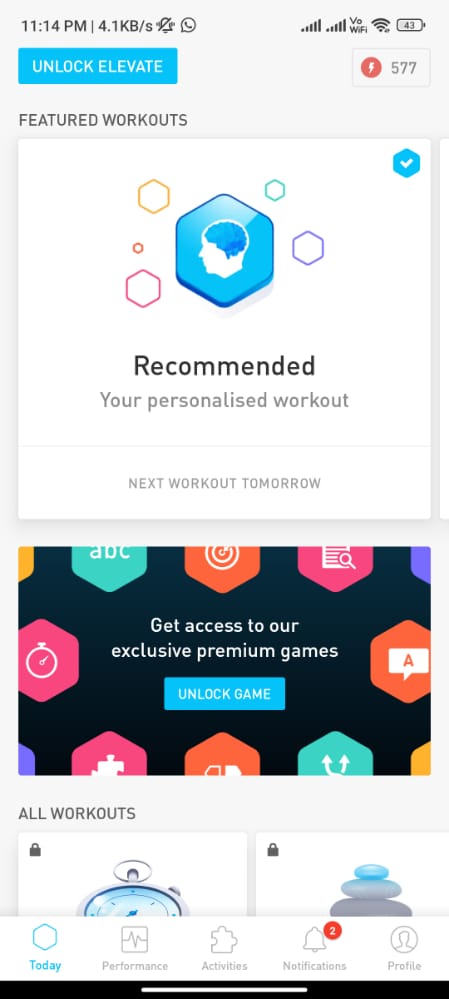 11:14 PM | 4.1KB/s Vo WiFi 43
UNLOCK ELEVATE
577
FEATURED WORKOUTS
Recommended
Your personalised workout
NEXT WORKOUT TOMORROW
abc
Get access to our
exclusive premium games
A
UNLOCK GAME
ALL WORKOUTS
2
Today Performance Activities Notifications Profile